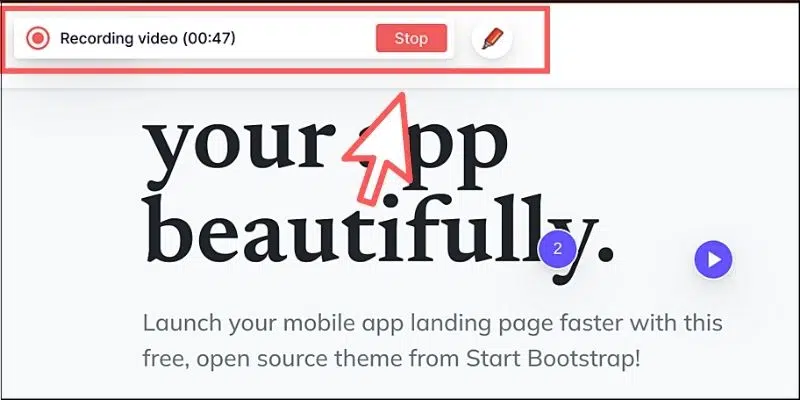 Recording video (00:47) Stop
your app
beautifully.
2
Launch your mobile app landing page faster with this
free, open source theme from Start Bootstrap!